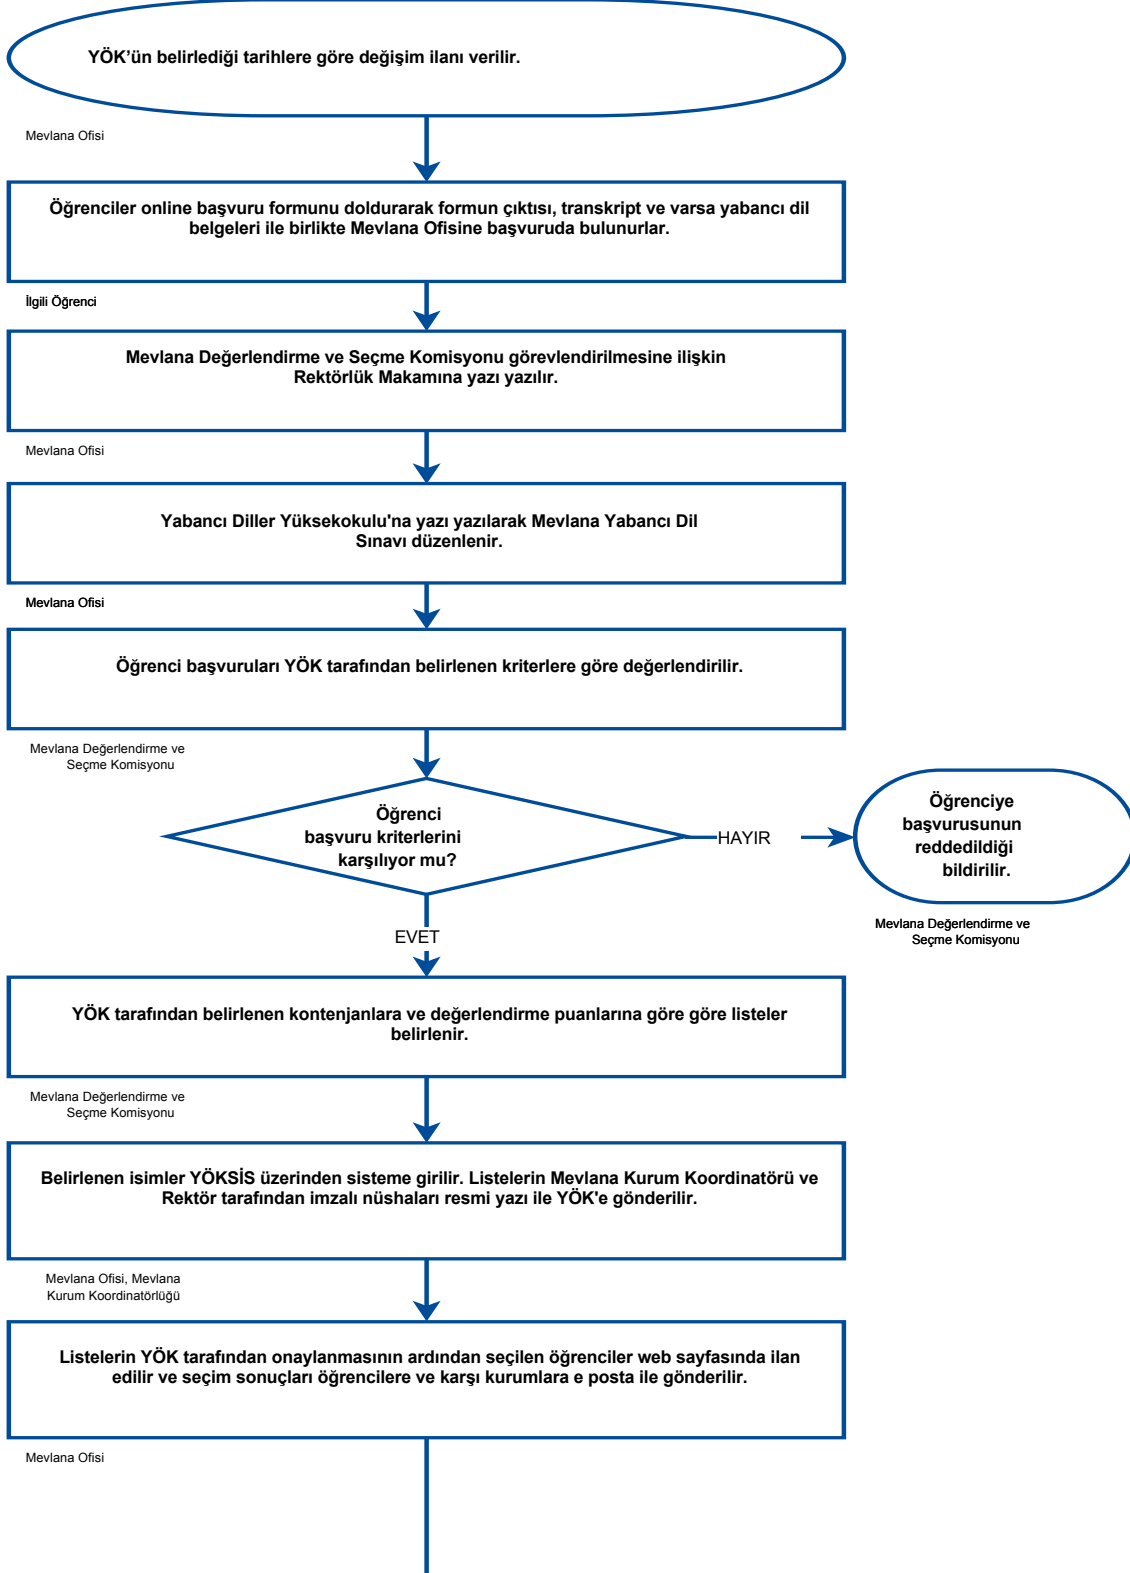 YÖK'ün belirlediği tarihlere göre değişim ilanı verilir.
Mevlana Ofisi
Öğrenciler online başvuru formunu doldurarak formun çıktısı, transkript ve varsa yabancı dil
belgeleri ile birlikte Mevlana Ofisine başvuruda bulunurlar.
İlgili Öğrenci
Mevlana Değerlendirme ve Seçme Komisyonu görevlendirilmesine ilişkin
Rektörlük Makamına yazı yazılır.
Mevlana Ofisi
Yabancı Diller Yüksekokulu'na yazı yazılarak Mevlana Yabancı Dil
Sınavı düzenlenir.
Mevlana Ofisi
Öğrenci başvuruları YÖK tarafından belirlenen kriterlere göre değerlendirilir.
Mevlana Değerlendirme ve
Seçme Komisyonu
Öğrenci
başvuru kriterlerini
karşılıyor mu?
HAYIR
Öğrenciye
başvurusunun
reddedildiği
bildirilir.
Mevlana Değerlendirme ve
Seçme Komisyonu
EVET
YÖK tarafından belirlenen kontenjanlara ve değerlendirme puanlarına göre göre listeler
belirlenir.
Mevlana Değerlendirme ve
Seçme Komisyonu
Belirlenen isimler YÖKSİS üzerinden sisteme girilir. Listelerin Mevlana Kurum Koordinatörü ve
Rektör tarafından imzalı nüshaları resmi yazı ile YÖK'e gönderilir.
Mevlana Ofisi, Mevlana
Kurum Koordinatörlüğü
Listelerin YÖK tarafından onaylanmasının ardından seçilen öğrenciler web sayfasında ilan
edilir ve seçim sonuçları öğrencilere ve karşı kurumlara e posta ile gönderilir.
Mevlana Ofisi